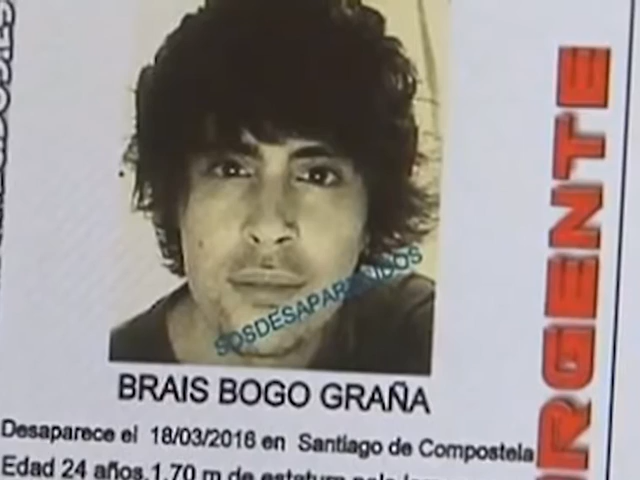 SOSDESAPARECIDOS
BRAIS BOGO GRAÑA
Desaparece el 18/03/2016 en Santiago de Compostela
Edad 24 años,1,70 m de estatura pelo
URGENTE